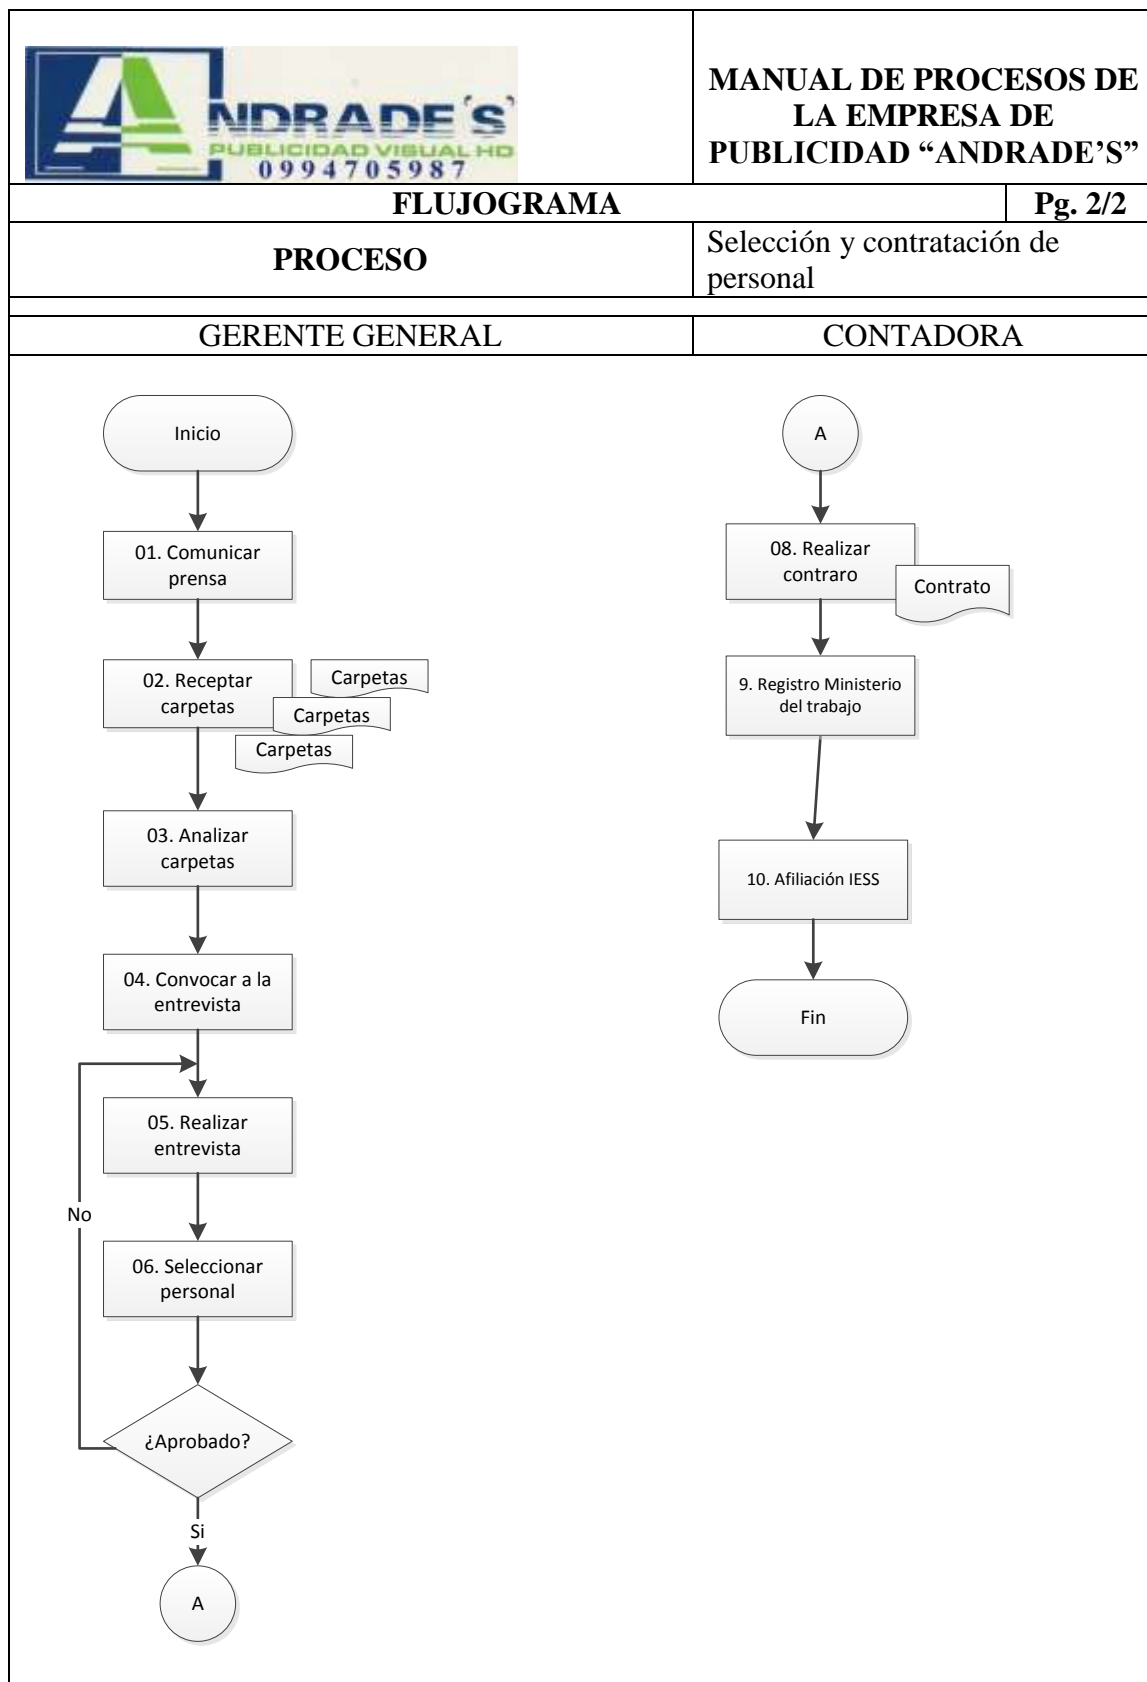 ANDRADE'S
PUBLICIDAD VISUAL HD
0994705987
MANUAL DE PROCESOS DE
LA EMPRESA DE
PUBLICIDAD “ANDRADE’S”
FLUJOGRAMA
Pg. 2/2
PROCESO
Selección y contratación de
personal
GERENTE GENERAL
CONTADORA
Inicio
01. Comunicar
prensa
02. Receptar
carpetas
Carpetas
Carpetas
Carpetas
03. Analizar
carpetas
04. Convocar a la
entrevista
05. Realizar
entrevista
No
06. Seleccionar
personal
¿Aprobado?
Si
A
A
08. Realizar
contraro
Contrato
9. Registro Ministerio
del trabajo
10. Afiliación IESS
Fin